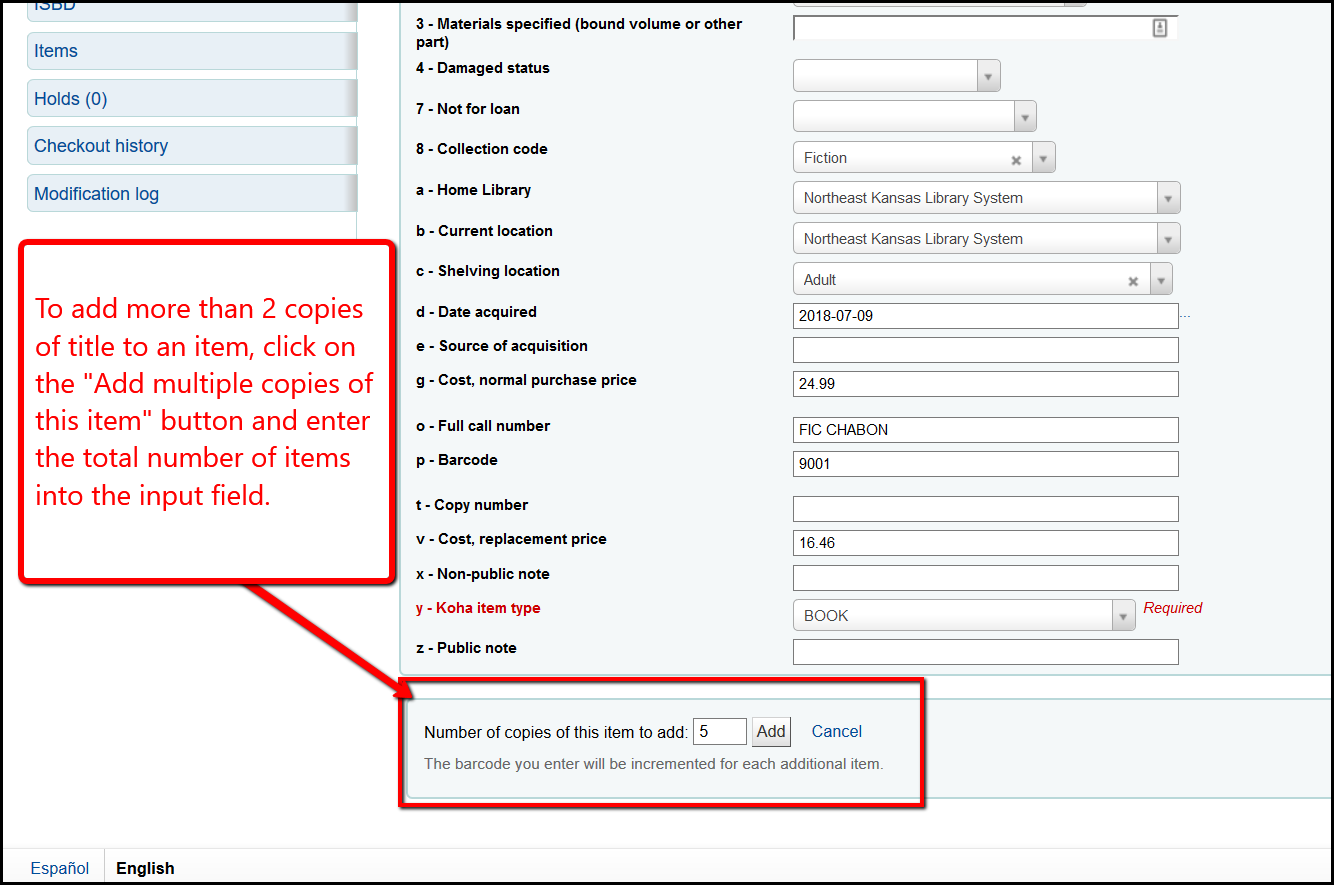 ISBD
Items
Holds (0)
Checkout history
Modification log
To add more than 2 copies
of title to an item, click on
the "Add multiple copies of
this item" button and enter
the total number of items
into the input field.
3 - Materials specified (bound volume or other
part)
4 - Damaged status
7 - Not for loan
8 - Collection code Fiction
a - Home Library Northeast Kansas Library System
b - Current location Northeast Kansas Library System
c - Shelving location Adult
d - Date acquired 2018-07-09 ...
e - Source of acquisition
g - Cost, normal purchase price 24.99
o - Full call number FIC CHABON
p - Barcode 9001
t - Copy number
v - Cost, replacement price 16.46
x - Non-public note
y - Koha item type BOOK Required
z - Public note
Number of copies of this item to add: 5 Add Cancel
The barcode you enter will be incremented for each additional item.
Español English